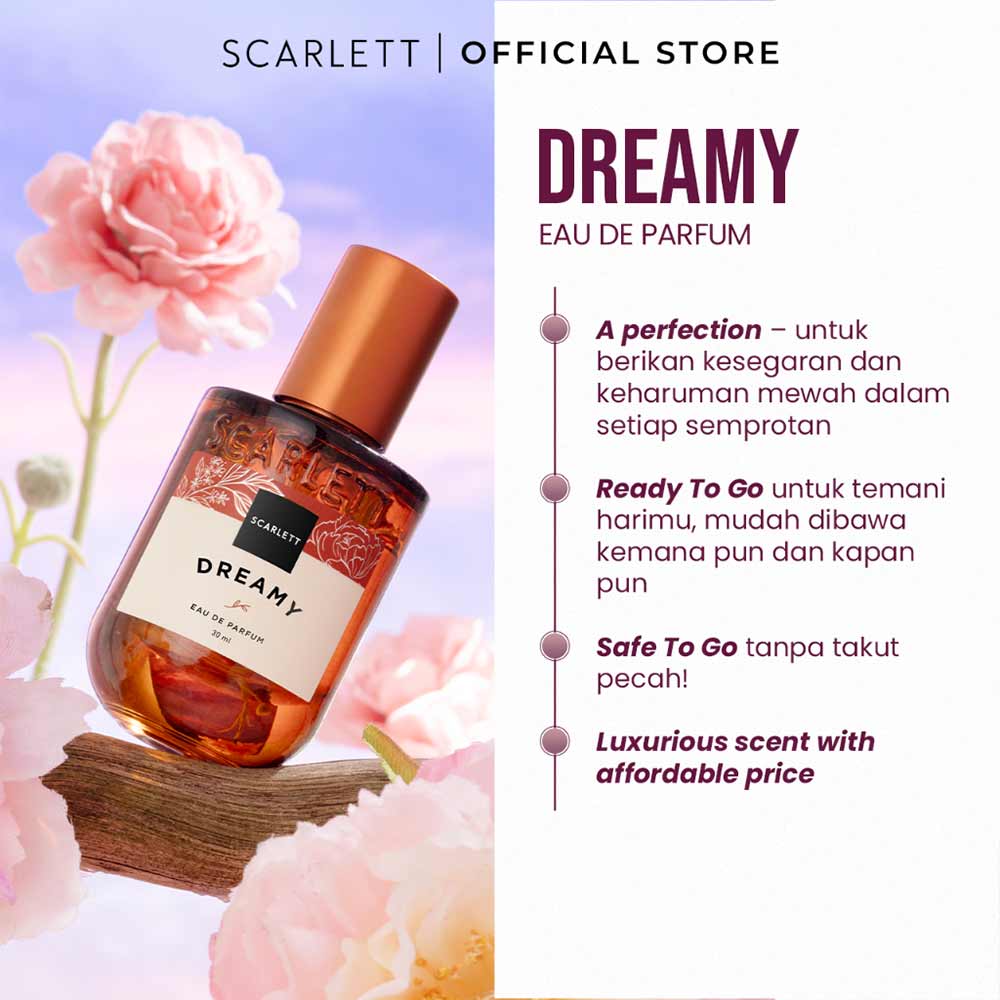 SCARLETT | OFFICIAL STORE
DREAMY
EAU DE PARFUM
A perfection – untuk
berikan kesegaran dan
keharuman mewah dalam
setiap semprotan
Ready To Go untuk temani
harimu, mudah dibawa
kemana pun dan kapan
pun
Safe To Go tanpa takut
pecah!
Luxurious scent with
affordable price
SCARLETT
SCARLETT
DREAMY
EAU DE PARFUM
30 ml